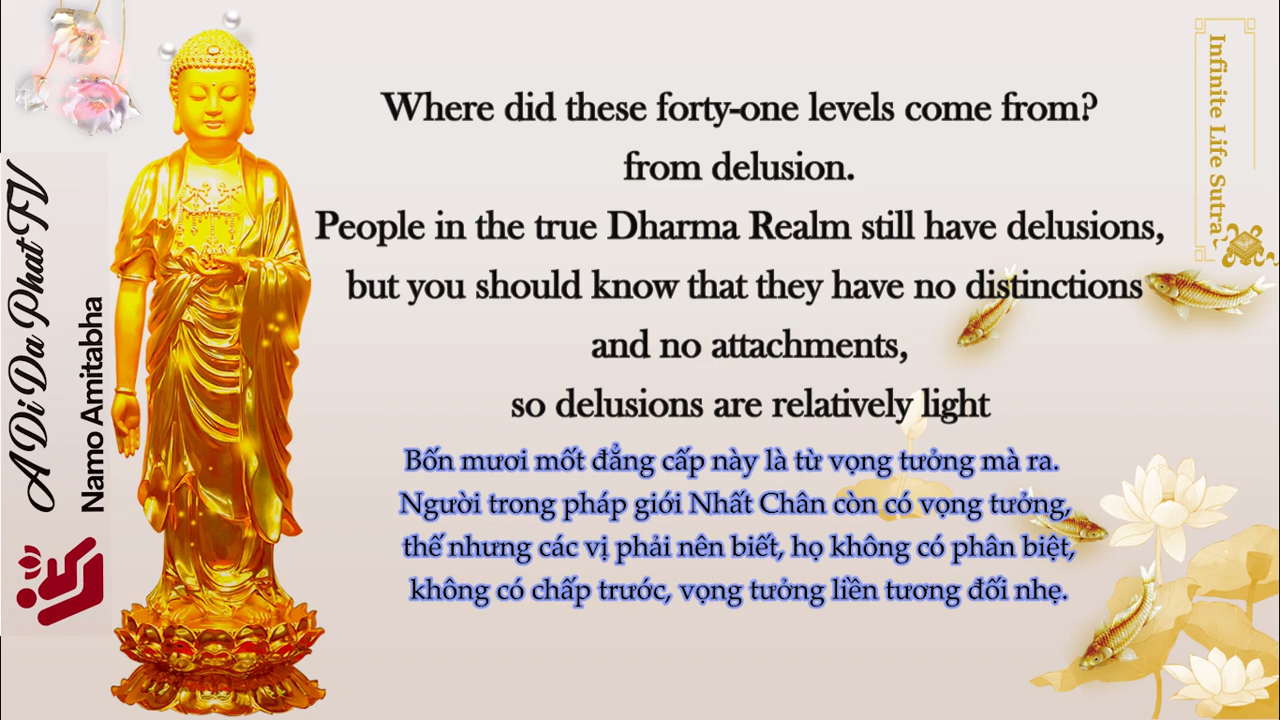 A Di Da Phat TV
Namo Amitabha
Where did these forty-one levels come from?
from delusion.
People in the true Dharma Realm still have delusions,
but you should know that they have no distinctions
and no attachments,
so delusions are relatively light
Bốn mươi mốt đẳng cấp này là từ vọng tưởng mà ra.
Người trong pháp giới Nhất Chân còn có vọng tưởng,
thế nhưng các vị phải nên biết, họ không có phân biệt,
không có chấp trước, vọng tưởng liền tương đối nhẹ.
Infinite Life Sutra